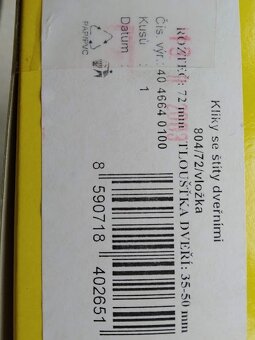 Kliky se štíty dveřními
804/72/vložka
ROZTEČ: 72 mm TLOUŠŤKA DVEŘÍ: 35-50 mm
Čís. výr.: 40 4664 0100
Kusů : 1
Datum :
PAP/PVC
8 590718 402651